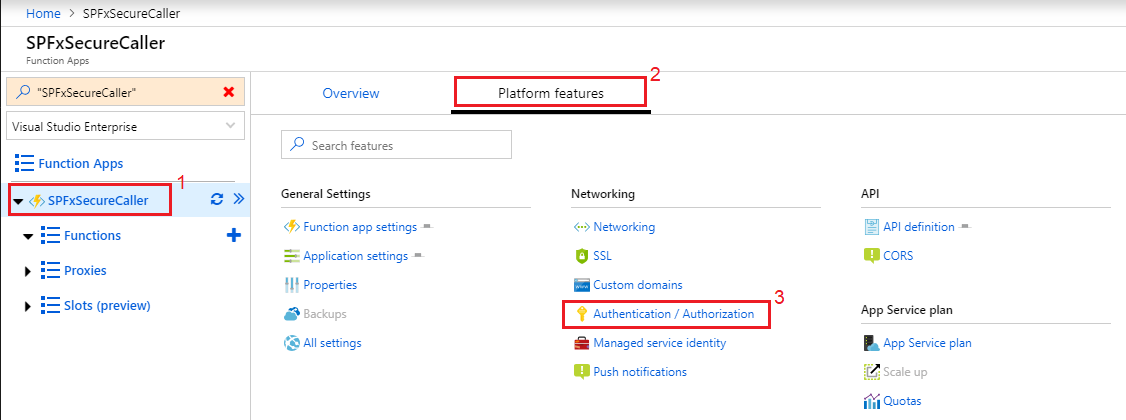 Home > SPFxSecureCaller
SPFxSecureCaller
Function Apps
"SPFxSecureCaller"
Visual Studio Enterprise
Function Apps
1
SPFxSecureCaller
Functions
Proxies
Slots (preview)
Overview
Platform features
2
Search features
General Settings
Function app settings
Application settings
Properties
Backups
All settings
Networking
Networking
SSL
Custom domains
Authentication / Authorization
3
Managed service identity
Push notifications
API
API definition
CORS
App Service plan
App Service plan
Scale up
Quotas